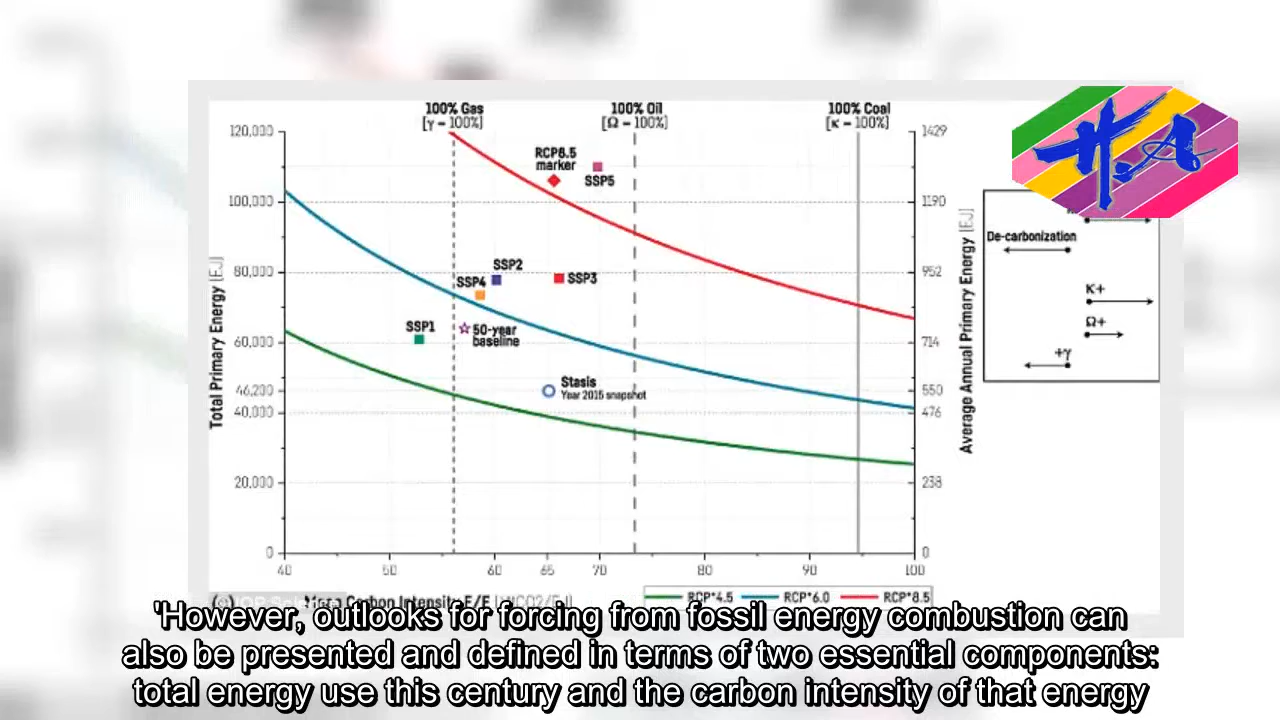 100% Gas
[γ – 100%]
100% Oil
[Ω – 100%]
100% Coal
[κ – 100%]
120,000
100,000
80,000
60,000
46,200
40,000
20,000
0
1429
1190
952
714
550
476
238
0
Total Primary Energy [EJ]
Average Annual Primary Energy [EJ]
RCP8.5
marker
SSP5
SSP2
SSP4
SSP3
SSP1
50-year
baseline
Stasis
Year 2015 snapshot
H.A
De-carbonization
κ+
Ω+
+γ
40 50 60 65 70 80 90 100
Carbon Intensity
RCP*4.5 RCP*6.0 RCP*8.5
'However, outlooks for forcing from fossil energy combustion can
also be presented and defined in terms of two essential components:
total energy use this century and the carbon intensity of that energy